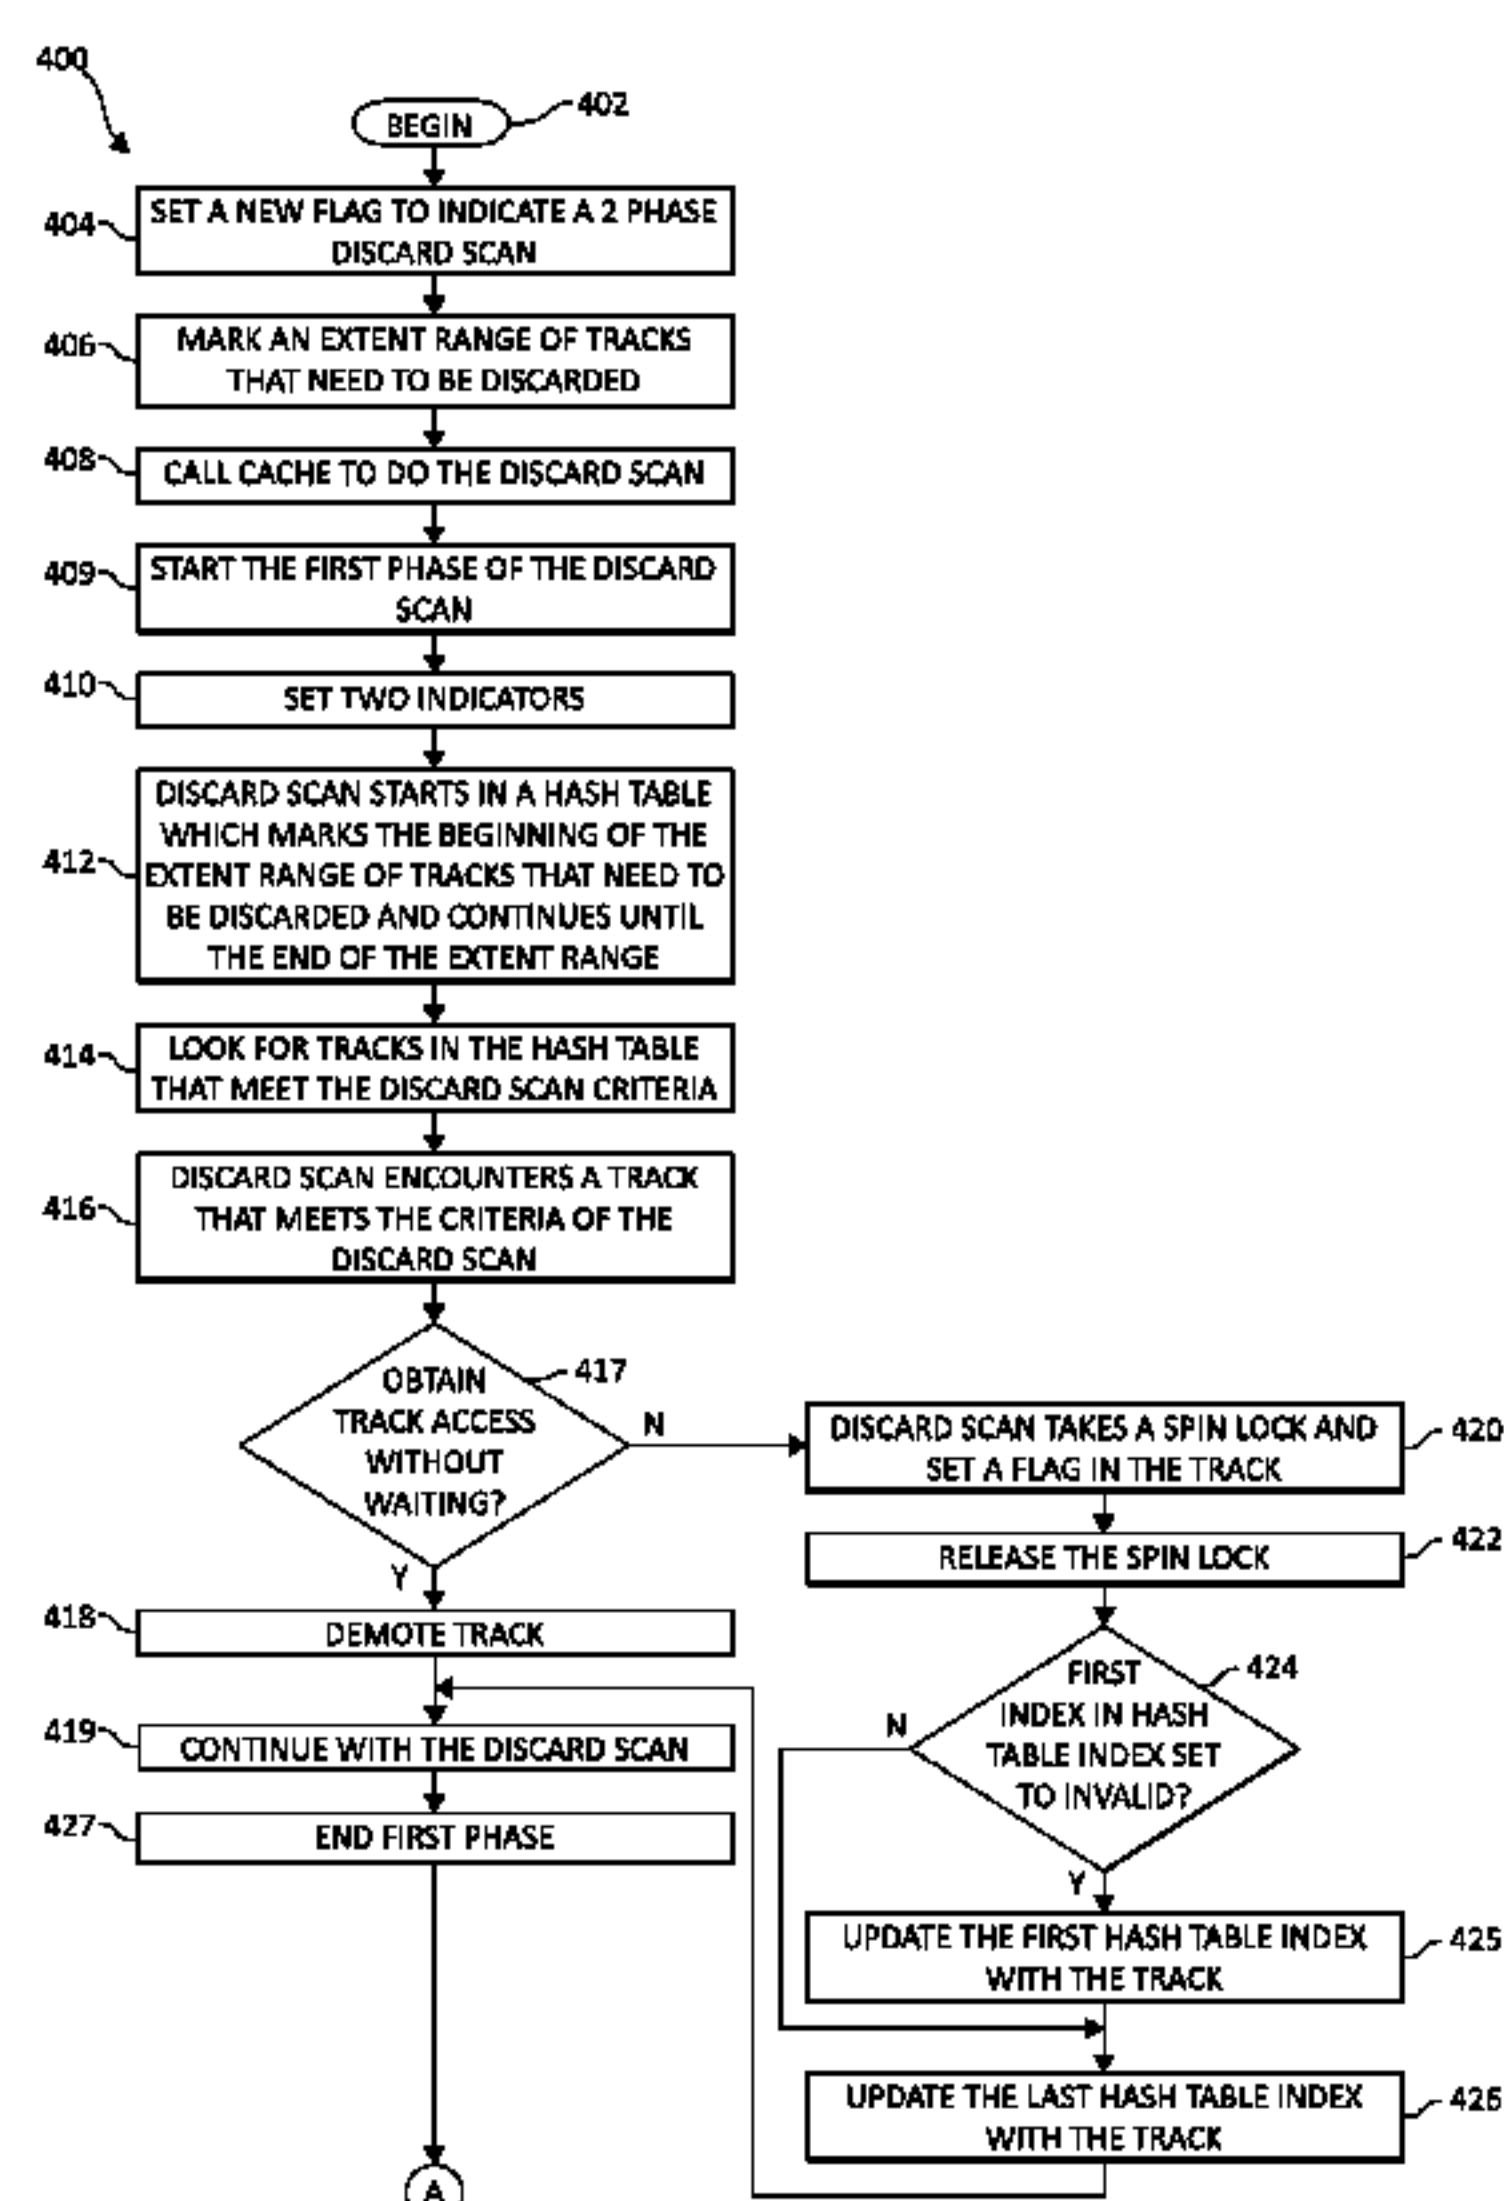 400
BEGIN
402
404
SET A NEW FLAG TO INDICATE A 2 PHASE
DISCARD SCAN
406
MARK AN EXTENT RANGE OF TRACKS
THAT NEED TO BE DISCARDED
408
CALL CACHE TO DO THE DISCARD SCAN
409
START THE FIRST PHASE OF THE DISCARD
SCAN
410
SET TWO INDICATORS
412
DISCARD SCAN STARTS IN A HASH TABLE
WHICH MARKS THE BEGINNING OF THE
EXTENT RANGE OF TRACKS THAT NEED TO
BE DISCARDED AND CONTINUES UNTIL
THE END OF THE EXTENT RANGE
414
LOOK FOR TRACKS IN THE HASH TABLE
THAT MEET THE DISCARD SCAN CRITERIA
416
DISCARD SCAN ENCOUNTERS A TRACK
THAT MEETS THE CRITERIA OF THE
DISCARD SCAN
417
OBTAIN
TRACK ACCESS
WITHOUT
WAITING?
N
Y
418
DEMOTE TRACK
419
CONTINUE WITH THE DISCARD SCAN
427
END FIRST PHASE
A
DISCARD SCAN TAKES A SPIN LOCK AND
SET A FLAG IN THE TRACK
420
RELEASE THE SPIN LOCK
422
FIRST
INDEX IN HASH
TABLE INDEX SET
TO INVALID?
424
N
Y
UPDATE THE FIRST HASH TABLE INDEX
WITH THE TRACK
425
UPDATE THE LAST HASH TABLE INDEX
WITH THE TRACK
426